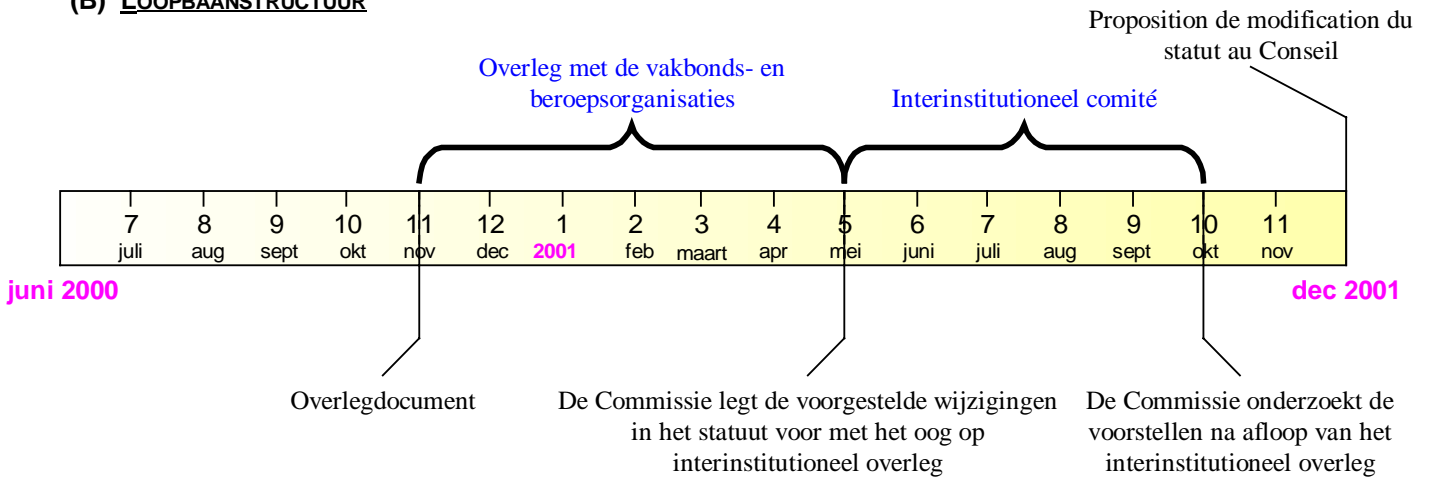 (B) LOOPBAANSTRUCTUUR
Proposition de modification du
statut au Conseil
Overleg met de vakbonds- en
beroepsorganisaties
Interinstitutioneel comité
7 8 9 10 11 12 1 2 3 4 5 6 7 8 9 10 11
juli aug sept okt nov dec 2001 feb maart apr mei juni juli aug sept okt nov
juni 2000
dec 2001
Overlegdocument
De Commissie legt de voorgestelde wijzigingen
in het statuut voor met het oog op
interinstitutioneel overleg
De Commissie onderzoekt de
voorstellen na afloop van het
interinstitutioneel overleg